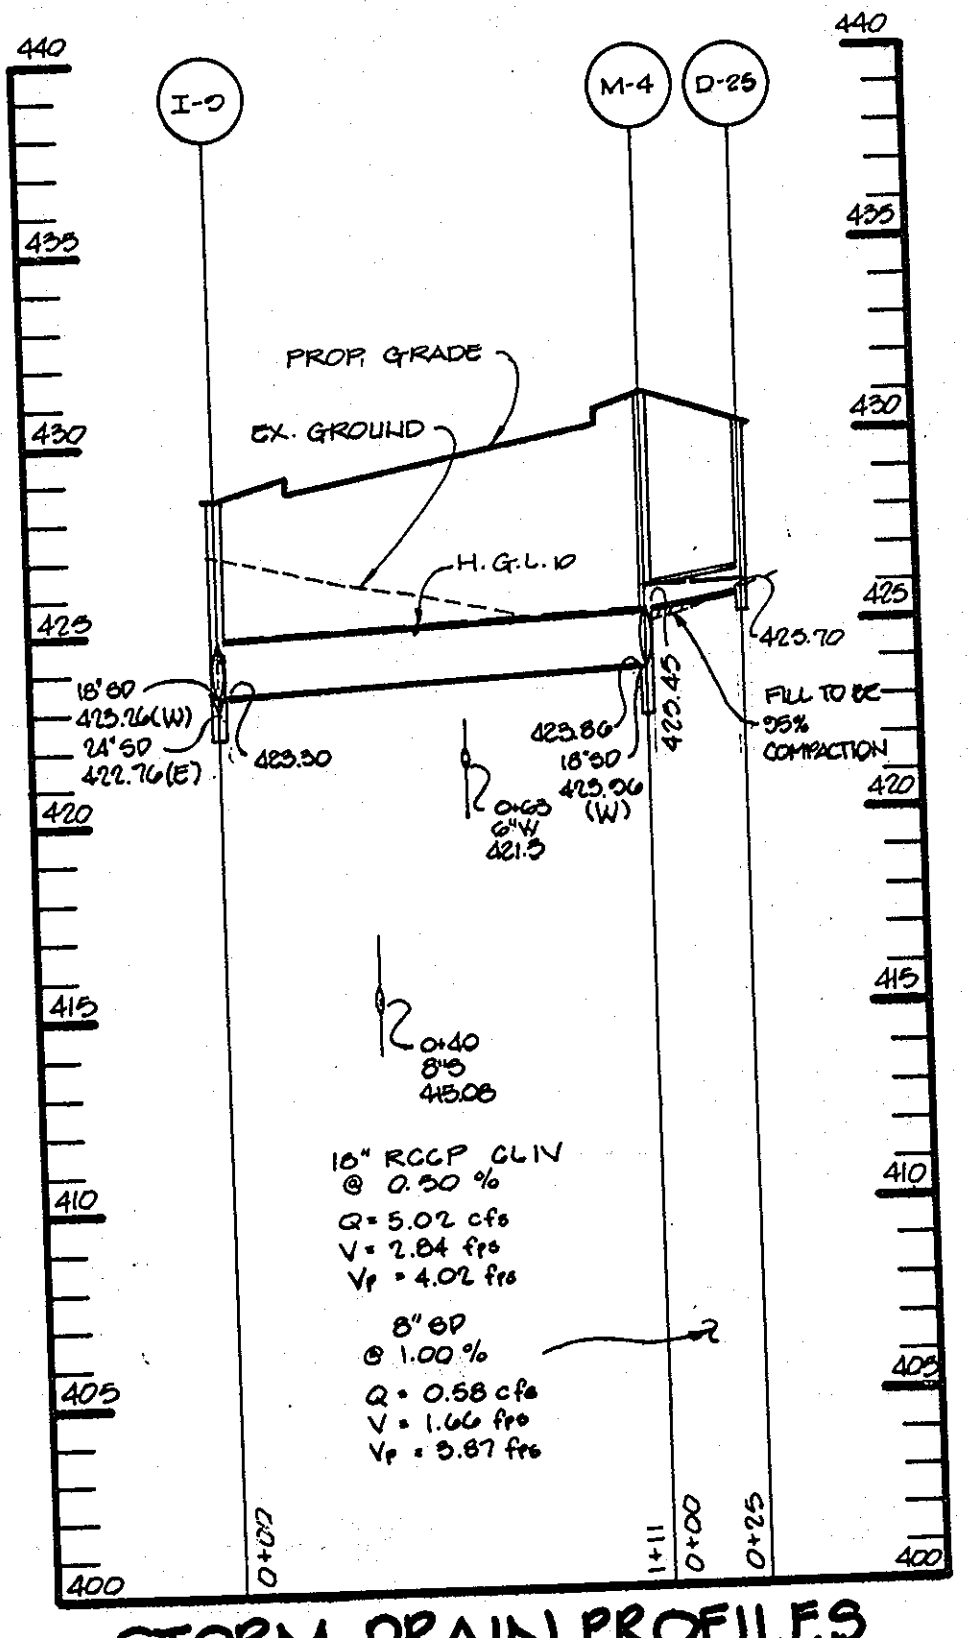 440
440
I-9
M-4
D-25
435
435
PROP. GRADE
430
430
EX. GROUND
H.G.L. 10
425
425
423.70
18" SD
423.26(W)
24" SD
422.76(E)
423.30
423.86
18" SD
423.96
(W)
425.45
FILL TO BE
95%
COMPACTION
420
420
0+63
6"W
421.5
415
415
0+40
8"S
415.08
18" RCCP CL IV
@ 0.50 %
Q = 5.02 cfs
V = 2.84 fps
Vp = 4.02 fps
410
410
8" SD
@ 1.00 %
Q = 0.58 cfs
V = 1.66 fps
Vp = 3.87 fps
405
405
0+00
1+11
0+00
0+25
400
400
STORM DRAIN PROFILES